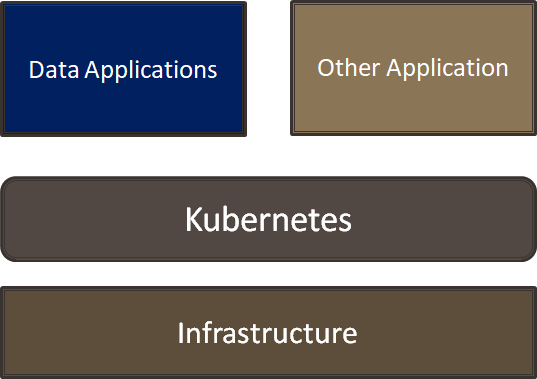 Data Applications
Other Application
Kubernetes
Infrastructure